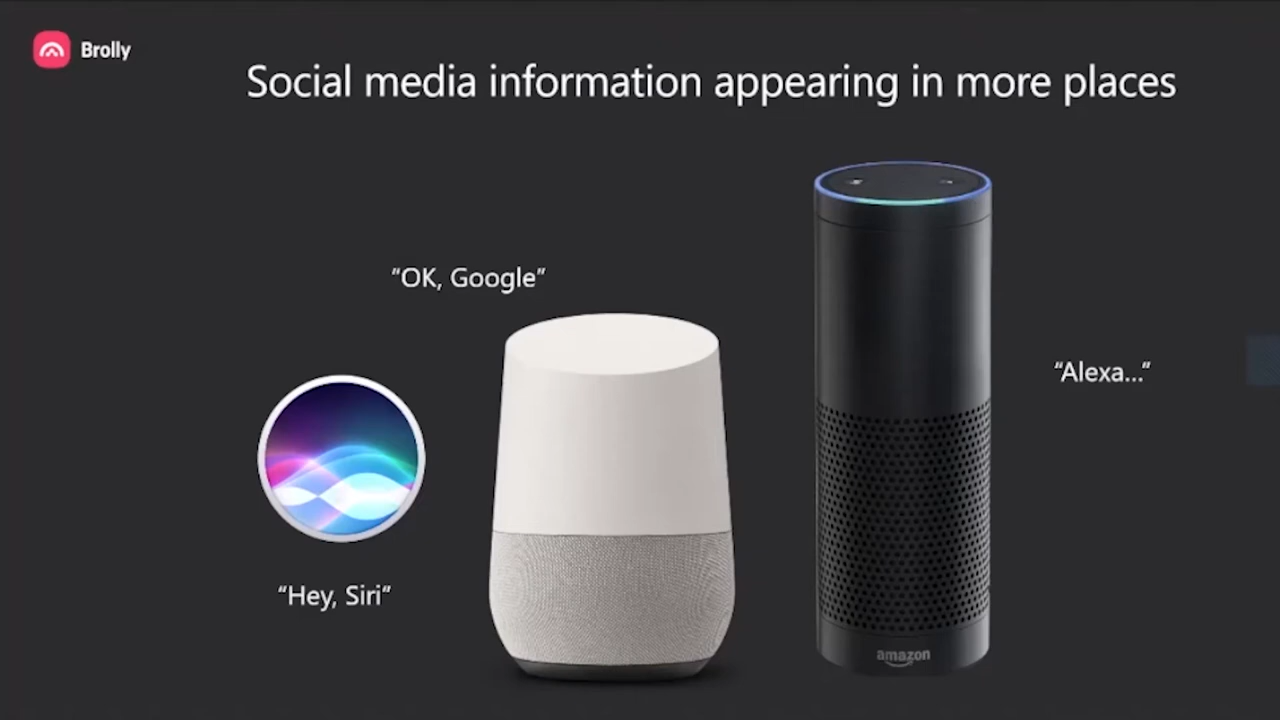 Brolly
Social media information appearing in more places
“OK, Google”
“Alexa...”
“Hey, Siri”
amazon